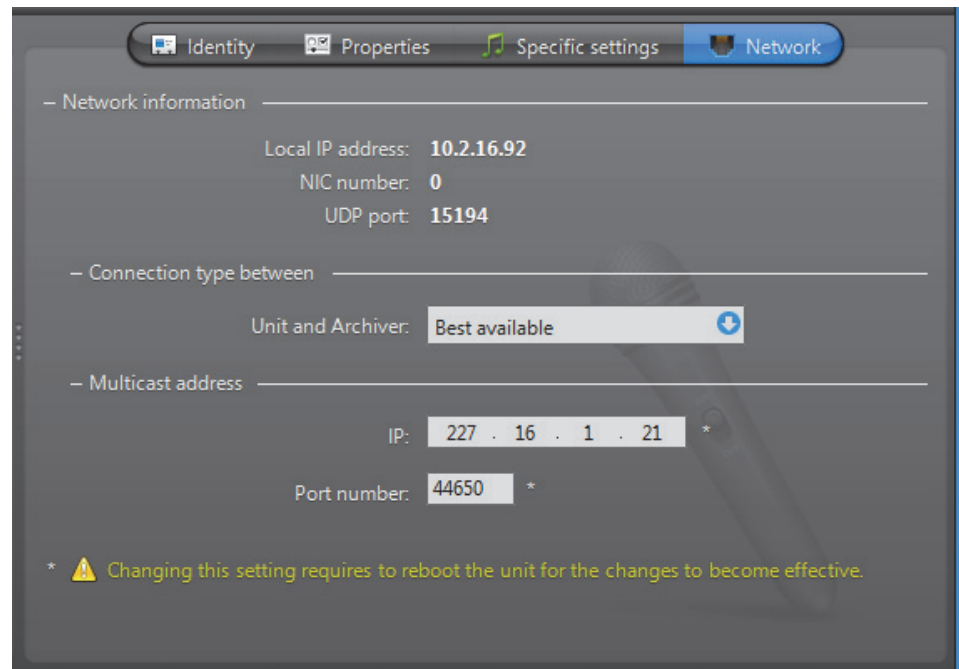 Identity Properties Specific settings Network
– Network information
Local IP address: 10.2.16.92
NIC number: 0
UDP port: 15194
– Connection type between
Unit and Archiver: Best available
– Multicast address
IP: 227 . 16 . 1 . 21 *
Port number: 44650 *
* Changing this setting requires to reboot the unit for the changes to become effective.